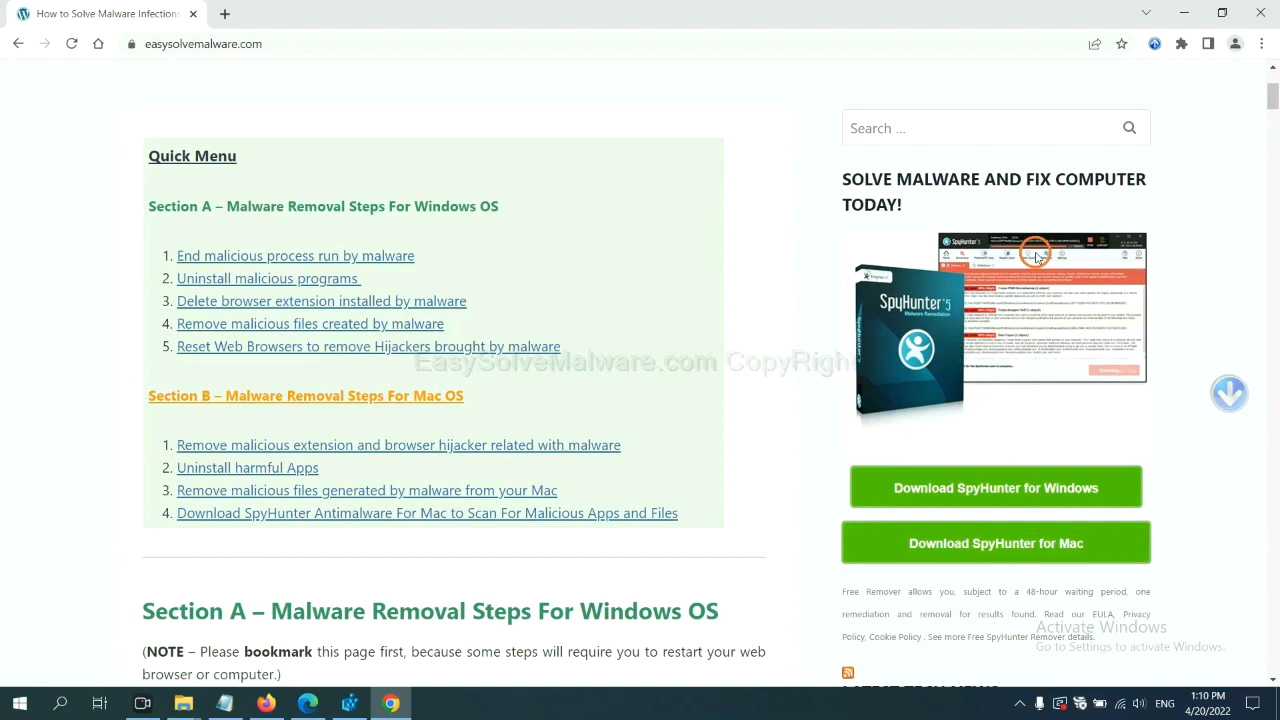 How to Solve Malware Infections
easysolvemalware.com
Search ...
Quick Menu
SOLVE MALWARE AND FIX COMPUTER
TODAY!
Section A – Malware Removal Steps For Windows OS
1. End malicious process run by malware
2. Uninstall malicious programs
3. Delete browser extensions installed by malware
4. Remove malicious files created by malware
5. Reset Web Browser to Remove Hijackers brought by malware
SpyHunter 5
SpyHunter 5
Malware Remediation
Section B – Malware Removal Steps For Mac OS
1. Remove malicious extension and browser hijacker related with malware
2. Uninstall harmful Apps
3. Remove malicious files generated by malware from your Mac
4. Download SpyHunter Antimalware For Mac to Scan For Malicious Apps and Files
Download SpyHunter for Windows
Download SpyHunter for Mac
Free Remover allows you, subject to a 48-hour waiting period, one
remediation and removal for results found. Read our EULA, Privacy
Policy, Cookie Policy . See more Free SpyHunter Remover details.
Section A – Malware Removal Steps For Windows OS
(NOTE – Please bookmark this page first, because some steps will require you to restart your web
browser or computer.)
Activate Windows
Go to Settings to activate Windows.
ENG
1:10 PM
4/20/2022